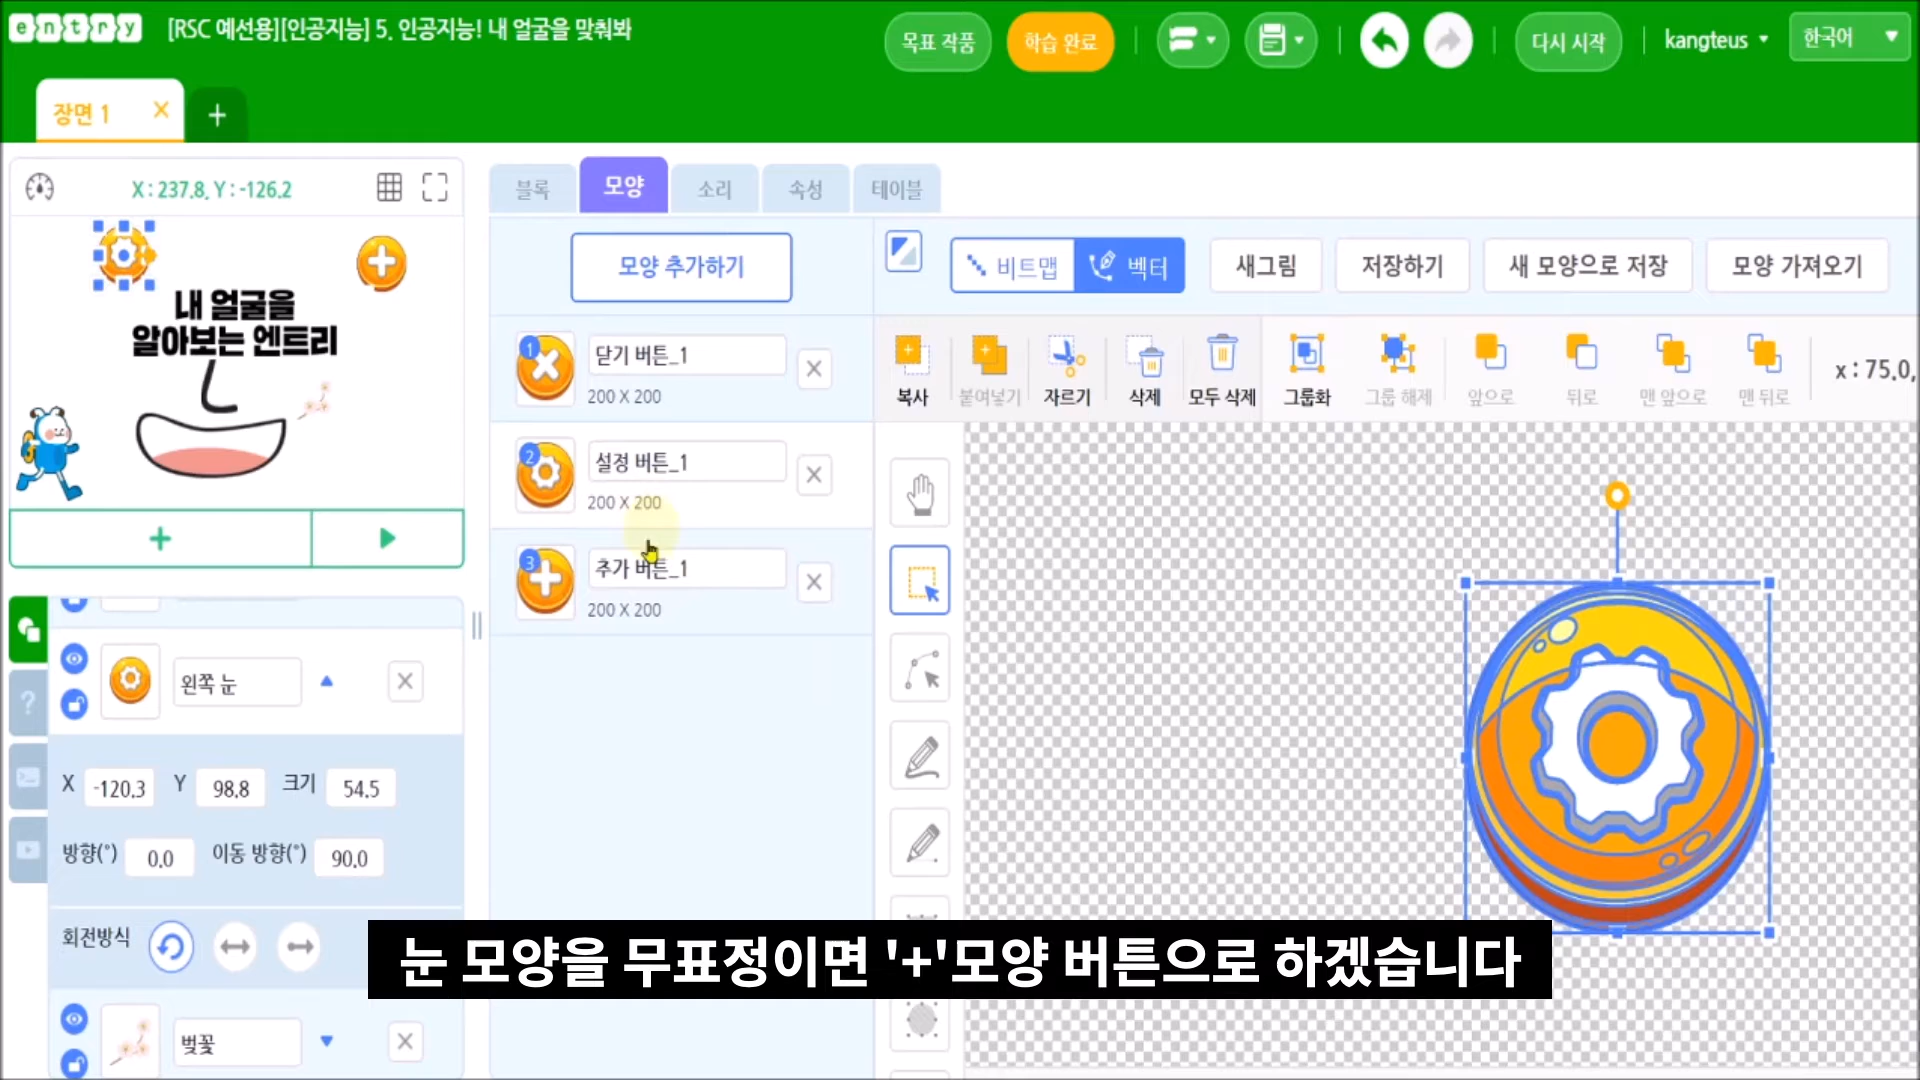 entry
[RSC 예선용][인공지능] 5. 인공지능! 내 얼굴을 맞춰봐
목표 작품
학습 완료
다시 시작
kangteus
한국어
장면 1
X : 237.8, Y : -126.2
내 얼굴을
알아보는 엔트리
블록
모양
소리
속성
테이블
모양 추가하기
비트맵
벡터
새그림
저장하기
새 모양으로 저장
모양 가져오기
1
닫기 버튼_1
200 X 200
2
설정 버튼_1
200 X 200
3
추가 버튼_1
200 X 200
복사
붙여넣기
자르기
삭제
모두 삭제
그룹화
그룹 해제
앞으로
뒤로
맨 앞으로
맨 뒤로
x : 75.0,
왼쪽 눈
X -120.3 Y 98.8 크기 54.5
방향(°) 0.0 이동 방향(°) 90.0
회전방식
벚꽃
눈 모양을 무표정이면 '+'모양 버튼으로 하겠습니다